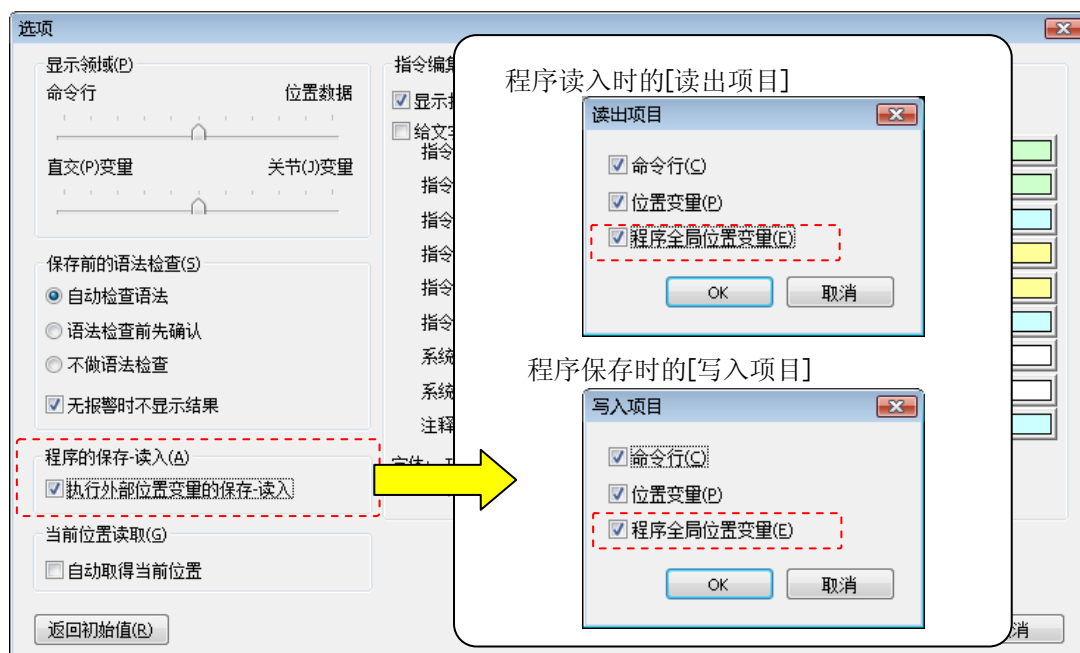 选项
显示领域(P)
命令行 位置数据
直交(P)变量 关节(J)变量
保存前的语法检查(S)
自动检查语法
语法检查前先确认
不做语法检查
无报警时不显示结果
程序的保存-读入(A)
执行外部位置变量的保存-读入
当前位置读取(G)
自动取得当前位置
返回初始值(R)
指令编
显示
给文
指令
指令
指令
指令
指令
指令
系统
系统
注释
程序读入时的[读出项目]
读出项目
命令行(C)
位置变量(P)
程序全局位置变量(E)
OK 取消
程序保存时的[写入项目]
写入项目
命令行(C)
位置变量(P)
程序全局位置变量(E)
OK 取消
消